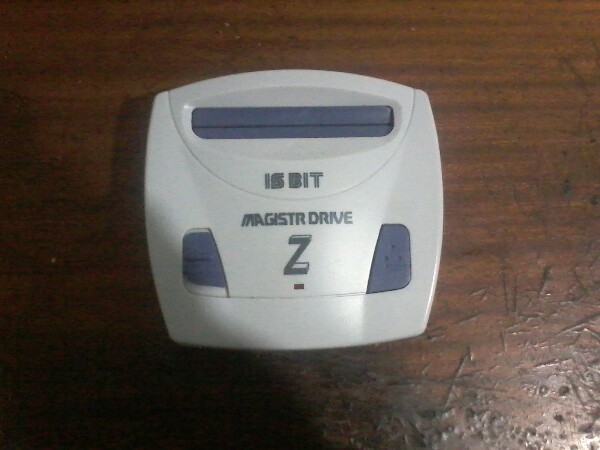 16 BIT
MAGISTR DRIVE
Z